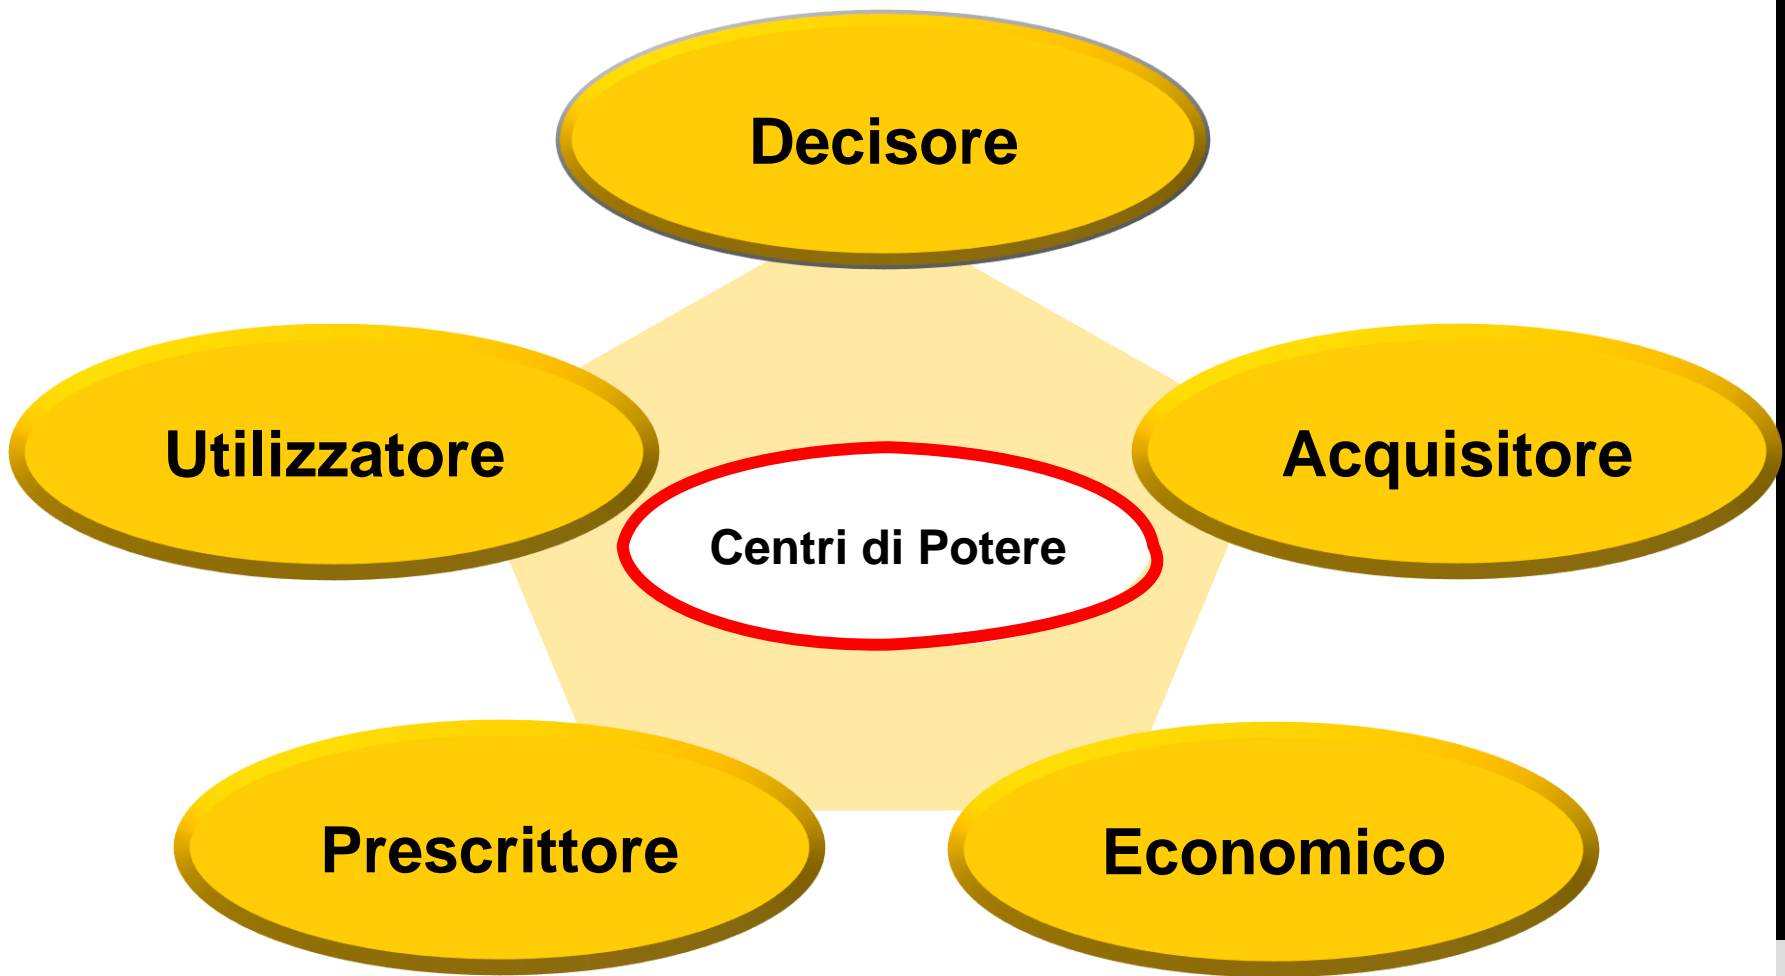 Decisore
Utilizzatore
Acquisitore
Centri di Potere
Prescrittore
Economico